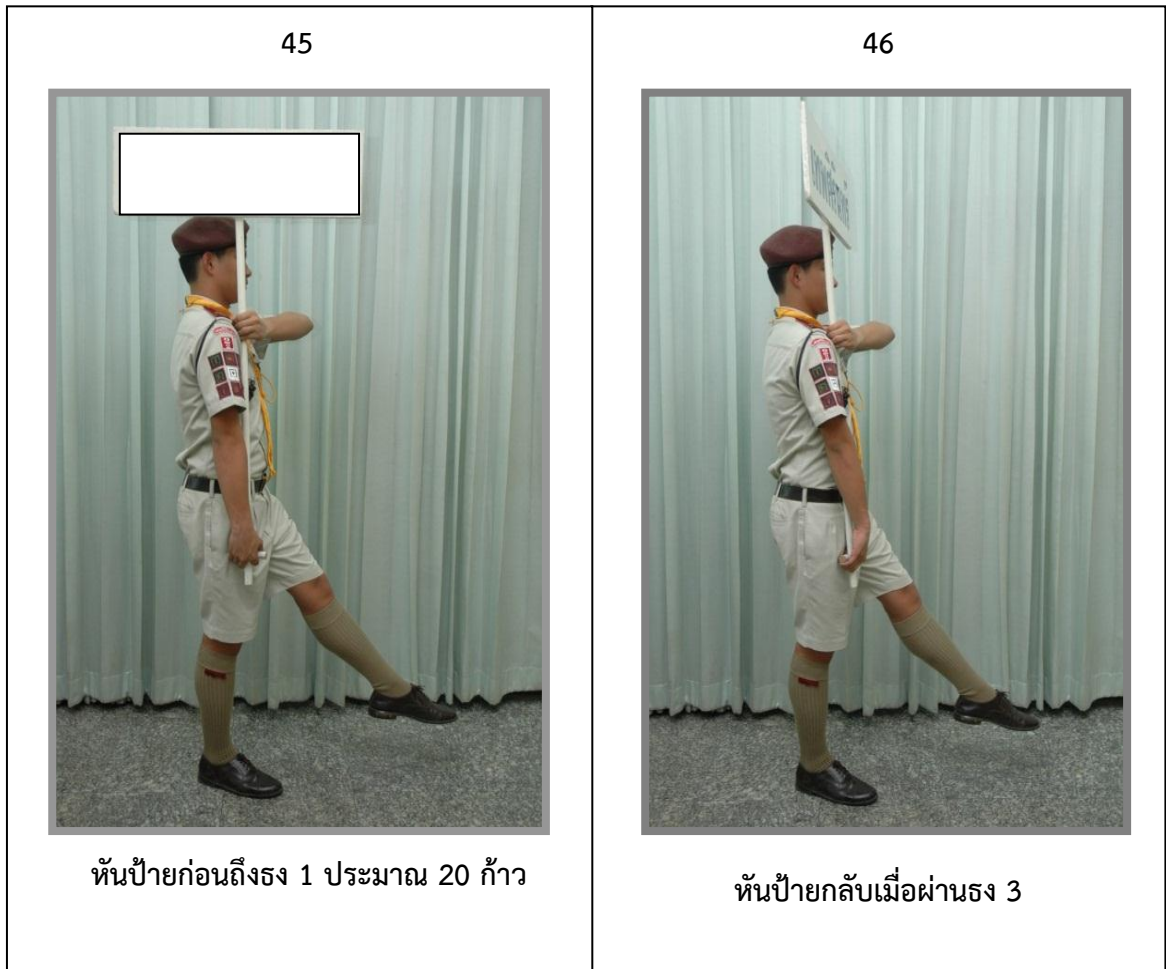 45
46
หันป้ายก่อนถึงธง 1 ประมาณ 20 ก้าว
หันป้ายกลับเมื่อผ่านธง 3